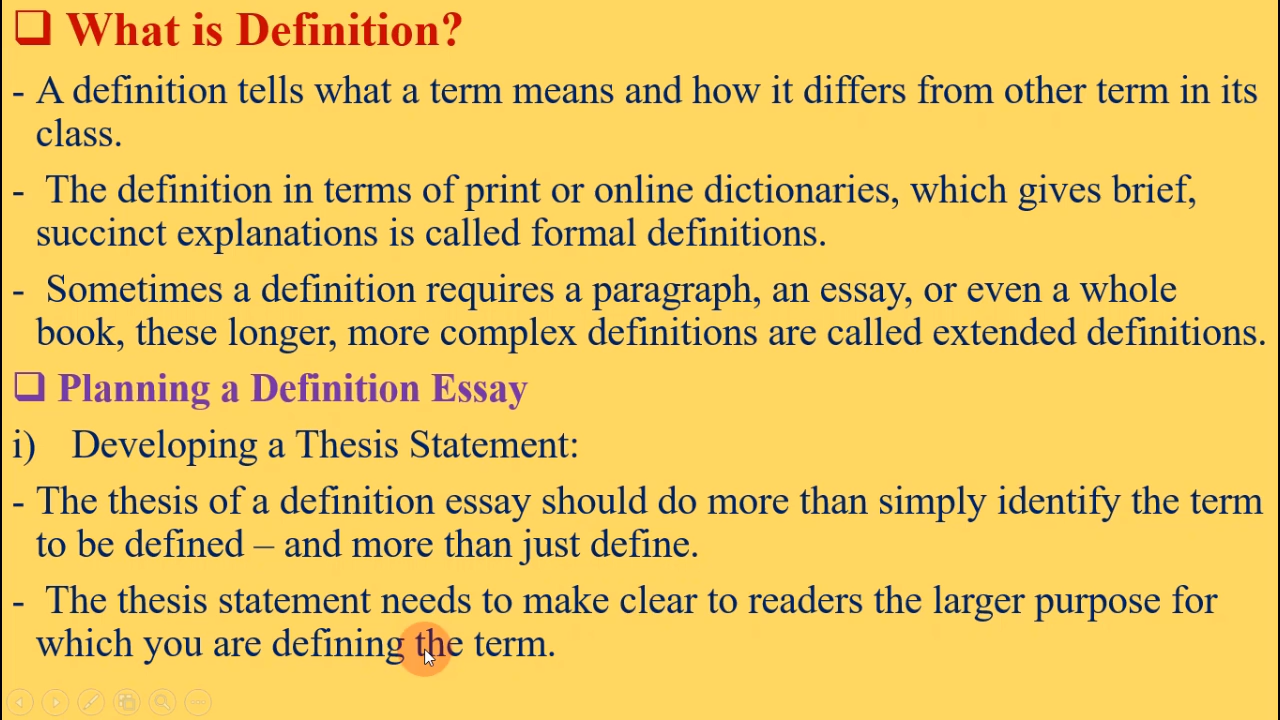 ❑ What is Definition?
- A definition tells what a term means and how it differs from other term in its
class.
- The definition in terms of print or online dictionaries, which gives brief,
succinct explanations is called formal definitions.
- Sometimes a definition requires a paragraph, an essay, or even a whole
book, these longer, more complex definitions are called extended definitions.
❑ Planning a Definition Essay
i) Developing a Thesis Statement:
- The thesis of a definition essay should do more than simply identify the term
to be defined – and more than just define.
- The thesis statement needs to make clear to readers the larger purpose for
which you are defining the term.